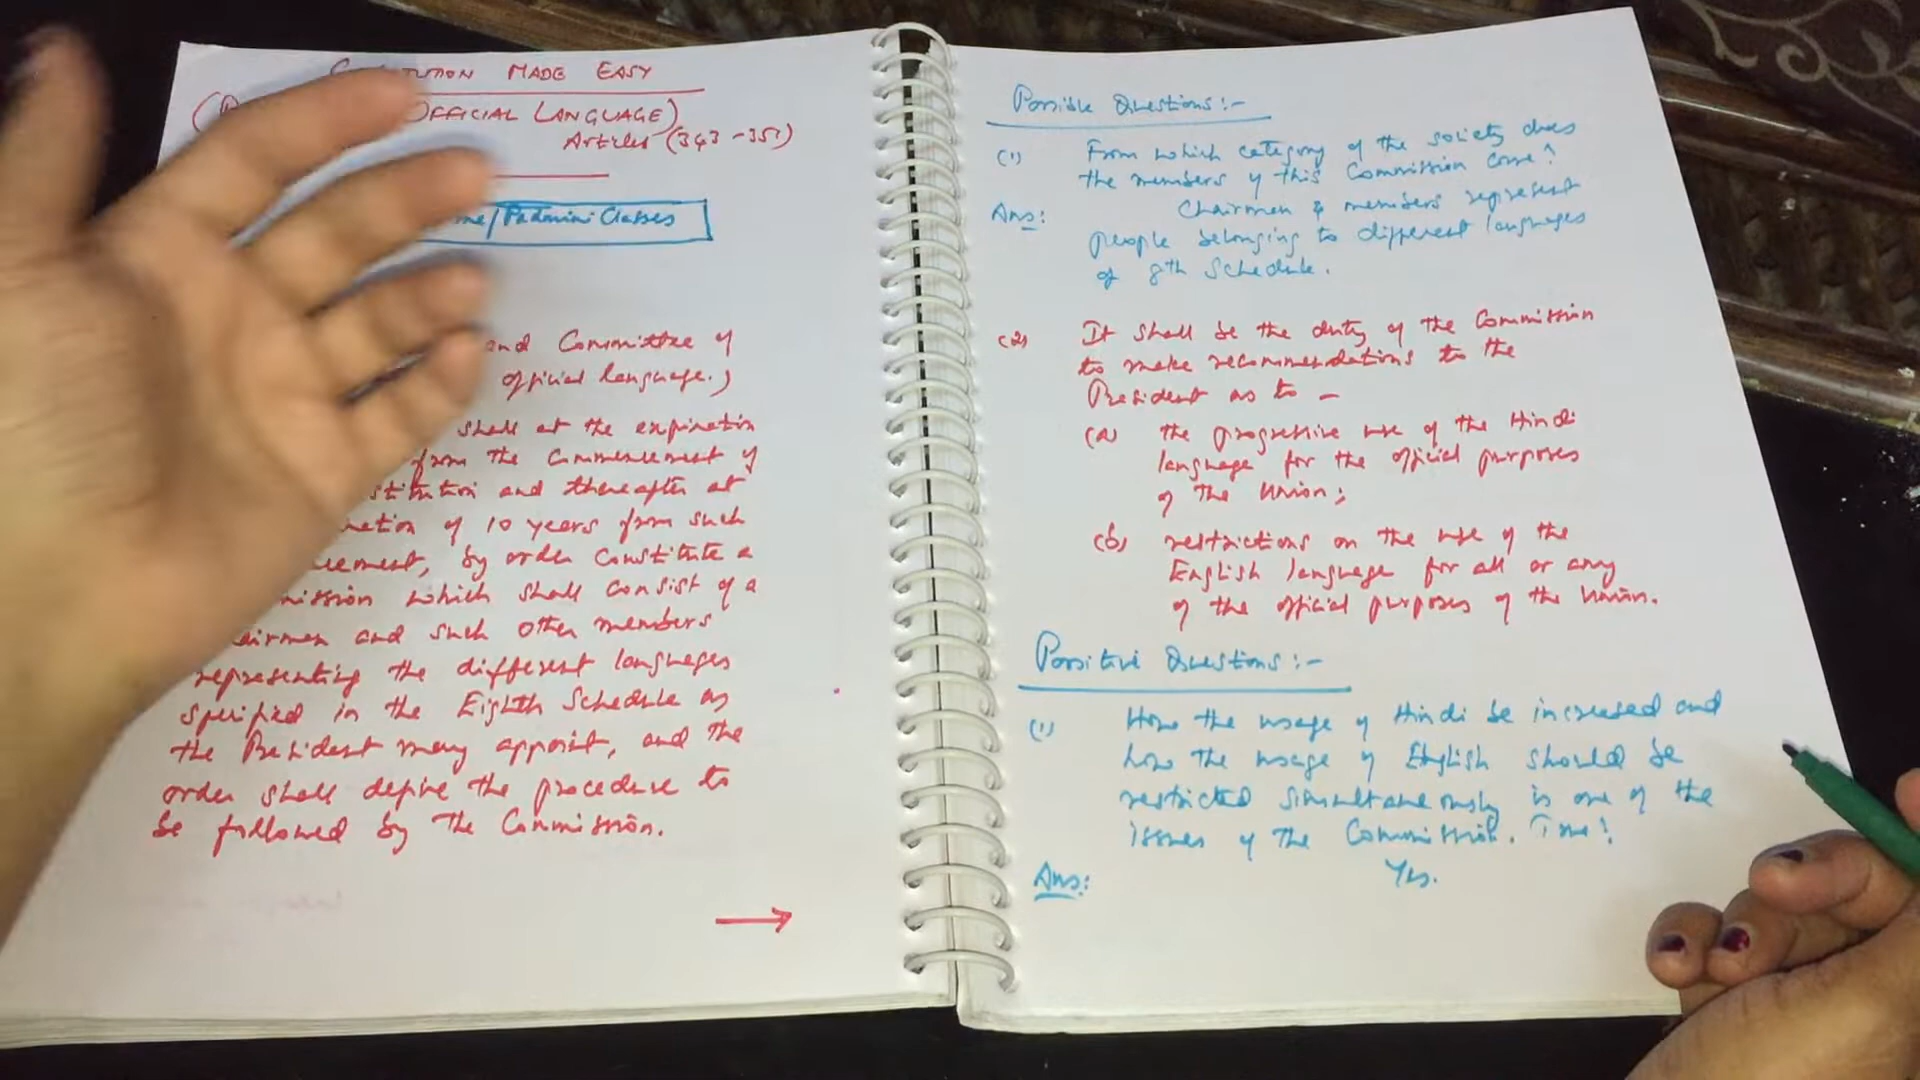 MADE EASY
OFFICIAL LANGUAGE)
Articles (343-351)
Padmini Classes
and Committee of
official language.)
shall at the expiration
from the commencement of
and thereafter at
of 10 years from such
by order constitute a
which shall consist of a
and such other members
representing the different languages
specified in the Eighth Schedule as
the President may appoint, and the
order shall define the procedure to
be followed by the Commission.
Possible Questions:-
(1) From which category of the society does
the members of this Commission come?
Ans: Chairman & members represent
people belonging to different languages
of 8th Schedule.
(2) It shall be the duty of the Commission
to make recommendations to the
President as to -
(a) the progressive use of the Hindi
language for the official purposes
of the Union;
(b) restrictions on the use of the
English language for all or any
of the official purposes of the Union.
Positive Questions:-
(1) How the usage of Hindi be increased and
how the usage of English should be
restricted simultaneously is one of the
issues of the Commission. True?
Ans: Yes.